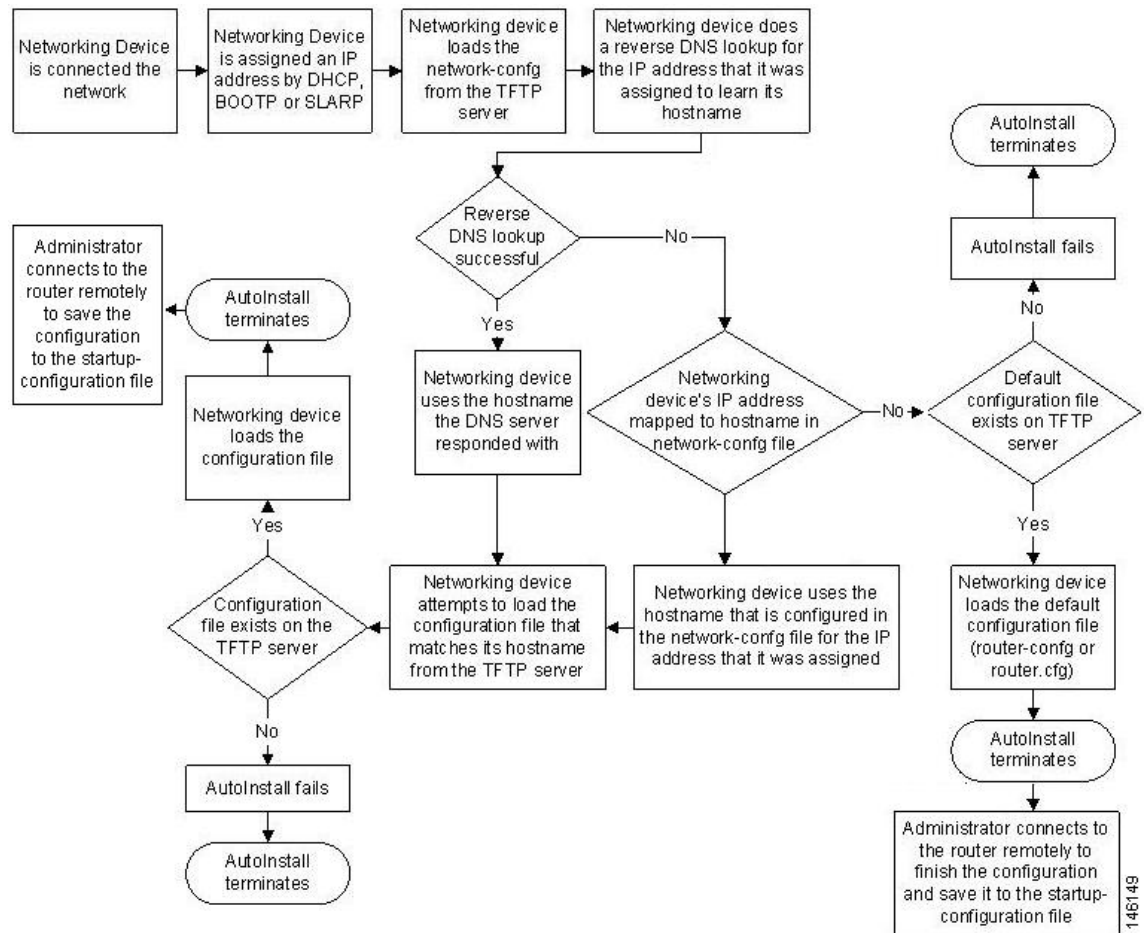 Networking Device
is connected the
network
Networking Device
is assigned an IP
address by DHCP,
BOOTP or SLARP
Networking device
loads the
network-confg
from the TFTP
server
Networking device does
a reverse DNS lookup for
the IP address that it was
assigned to learn its
hostname
AutoInstall
terminates
Reverse
DNS lookup
successful
No
AutoInstall fails
Administrator
connects to the
router remotely
to save the
configuration
to the startup-
configuration file
AutoInstall
terminates
Yes
No
Networking device
uses the hostname
the DNS server
responded with
Networking
device's IP address
mapped to hostname in
network-confg file
No
Default
configuration file
exists on TFTP
server
Networking device
loads the
configuration file
Yes
Yes
Configuration
file exists on the
TFTP server
Networking device
attempts to load the
configuration file that
matches its hostname
from the TFTP server
Networking device uses the
hostname that is configured in
the network-confg file for the IP
address that it was assigned
Networking device
loads the default
configuration file
(router-confg or
router.cfg)
No
AutoInstall fails
AutoInstall
terminates
AutoInstall
terminates
Administrator connects to
the router remotely to
finish the configuration
and save it to the startup-
configuration file
146149